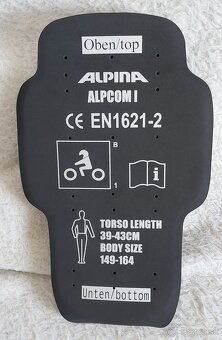 Oben/top
ALPINA
ALPCOM I
CE EN1621-2
B
i
1
TORSO LENGTH
39-43CM
BODY SIZE
149-164
Unten/bottom